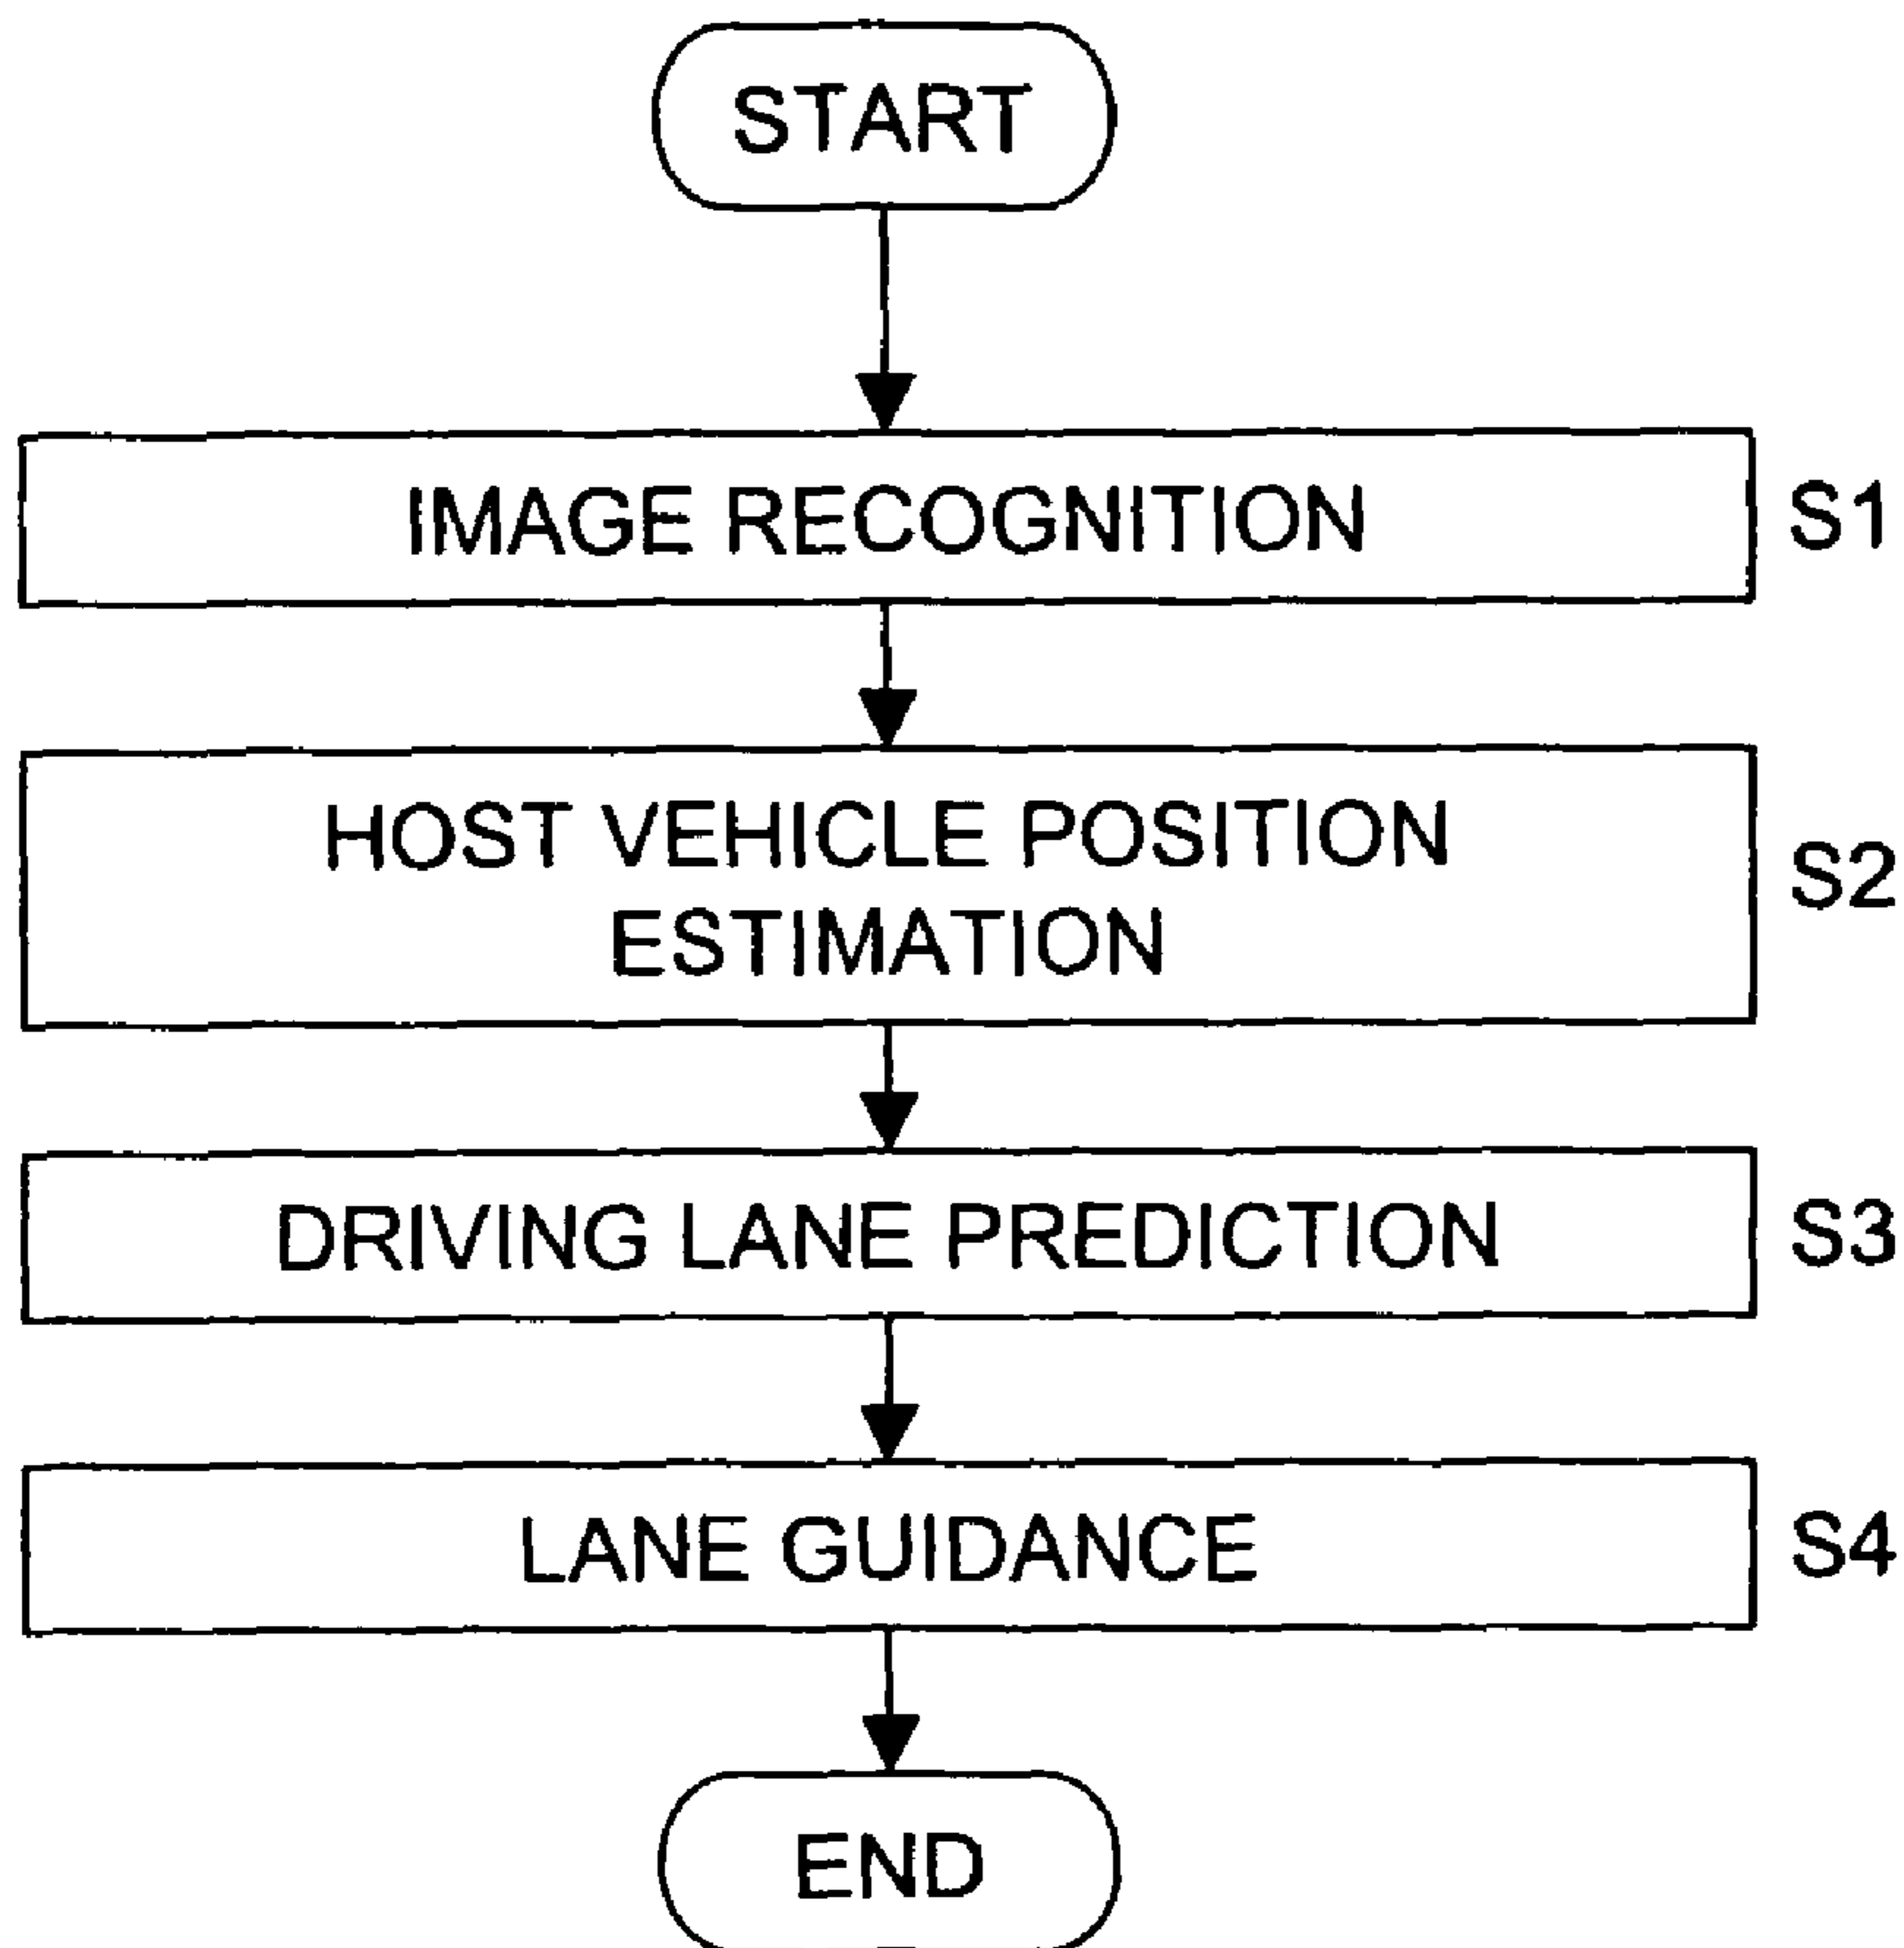 START
IMAGE RECOGNITION
S1
HOST VEHICLE POSITION
ESTIMATION
S2
DRIVING LANE PREDICTION
S3
LANE GUIDANCE
S4
END